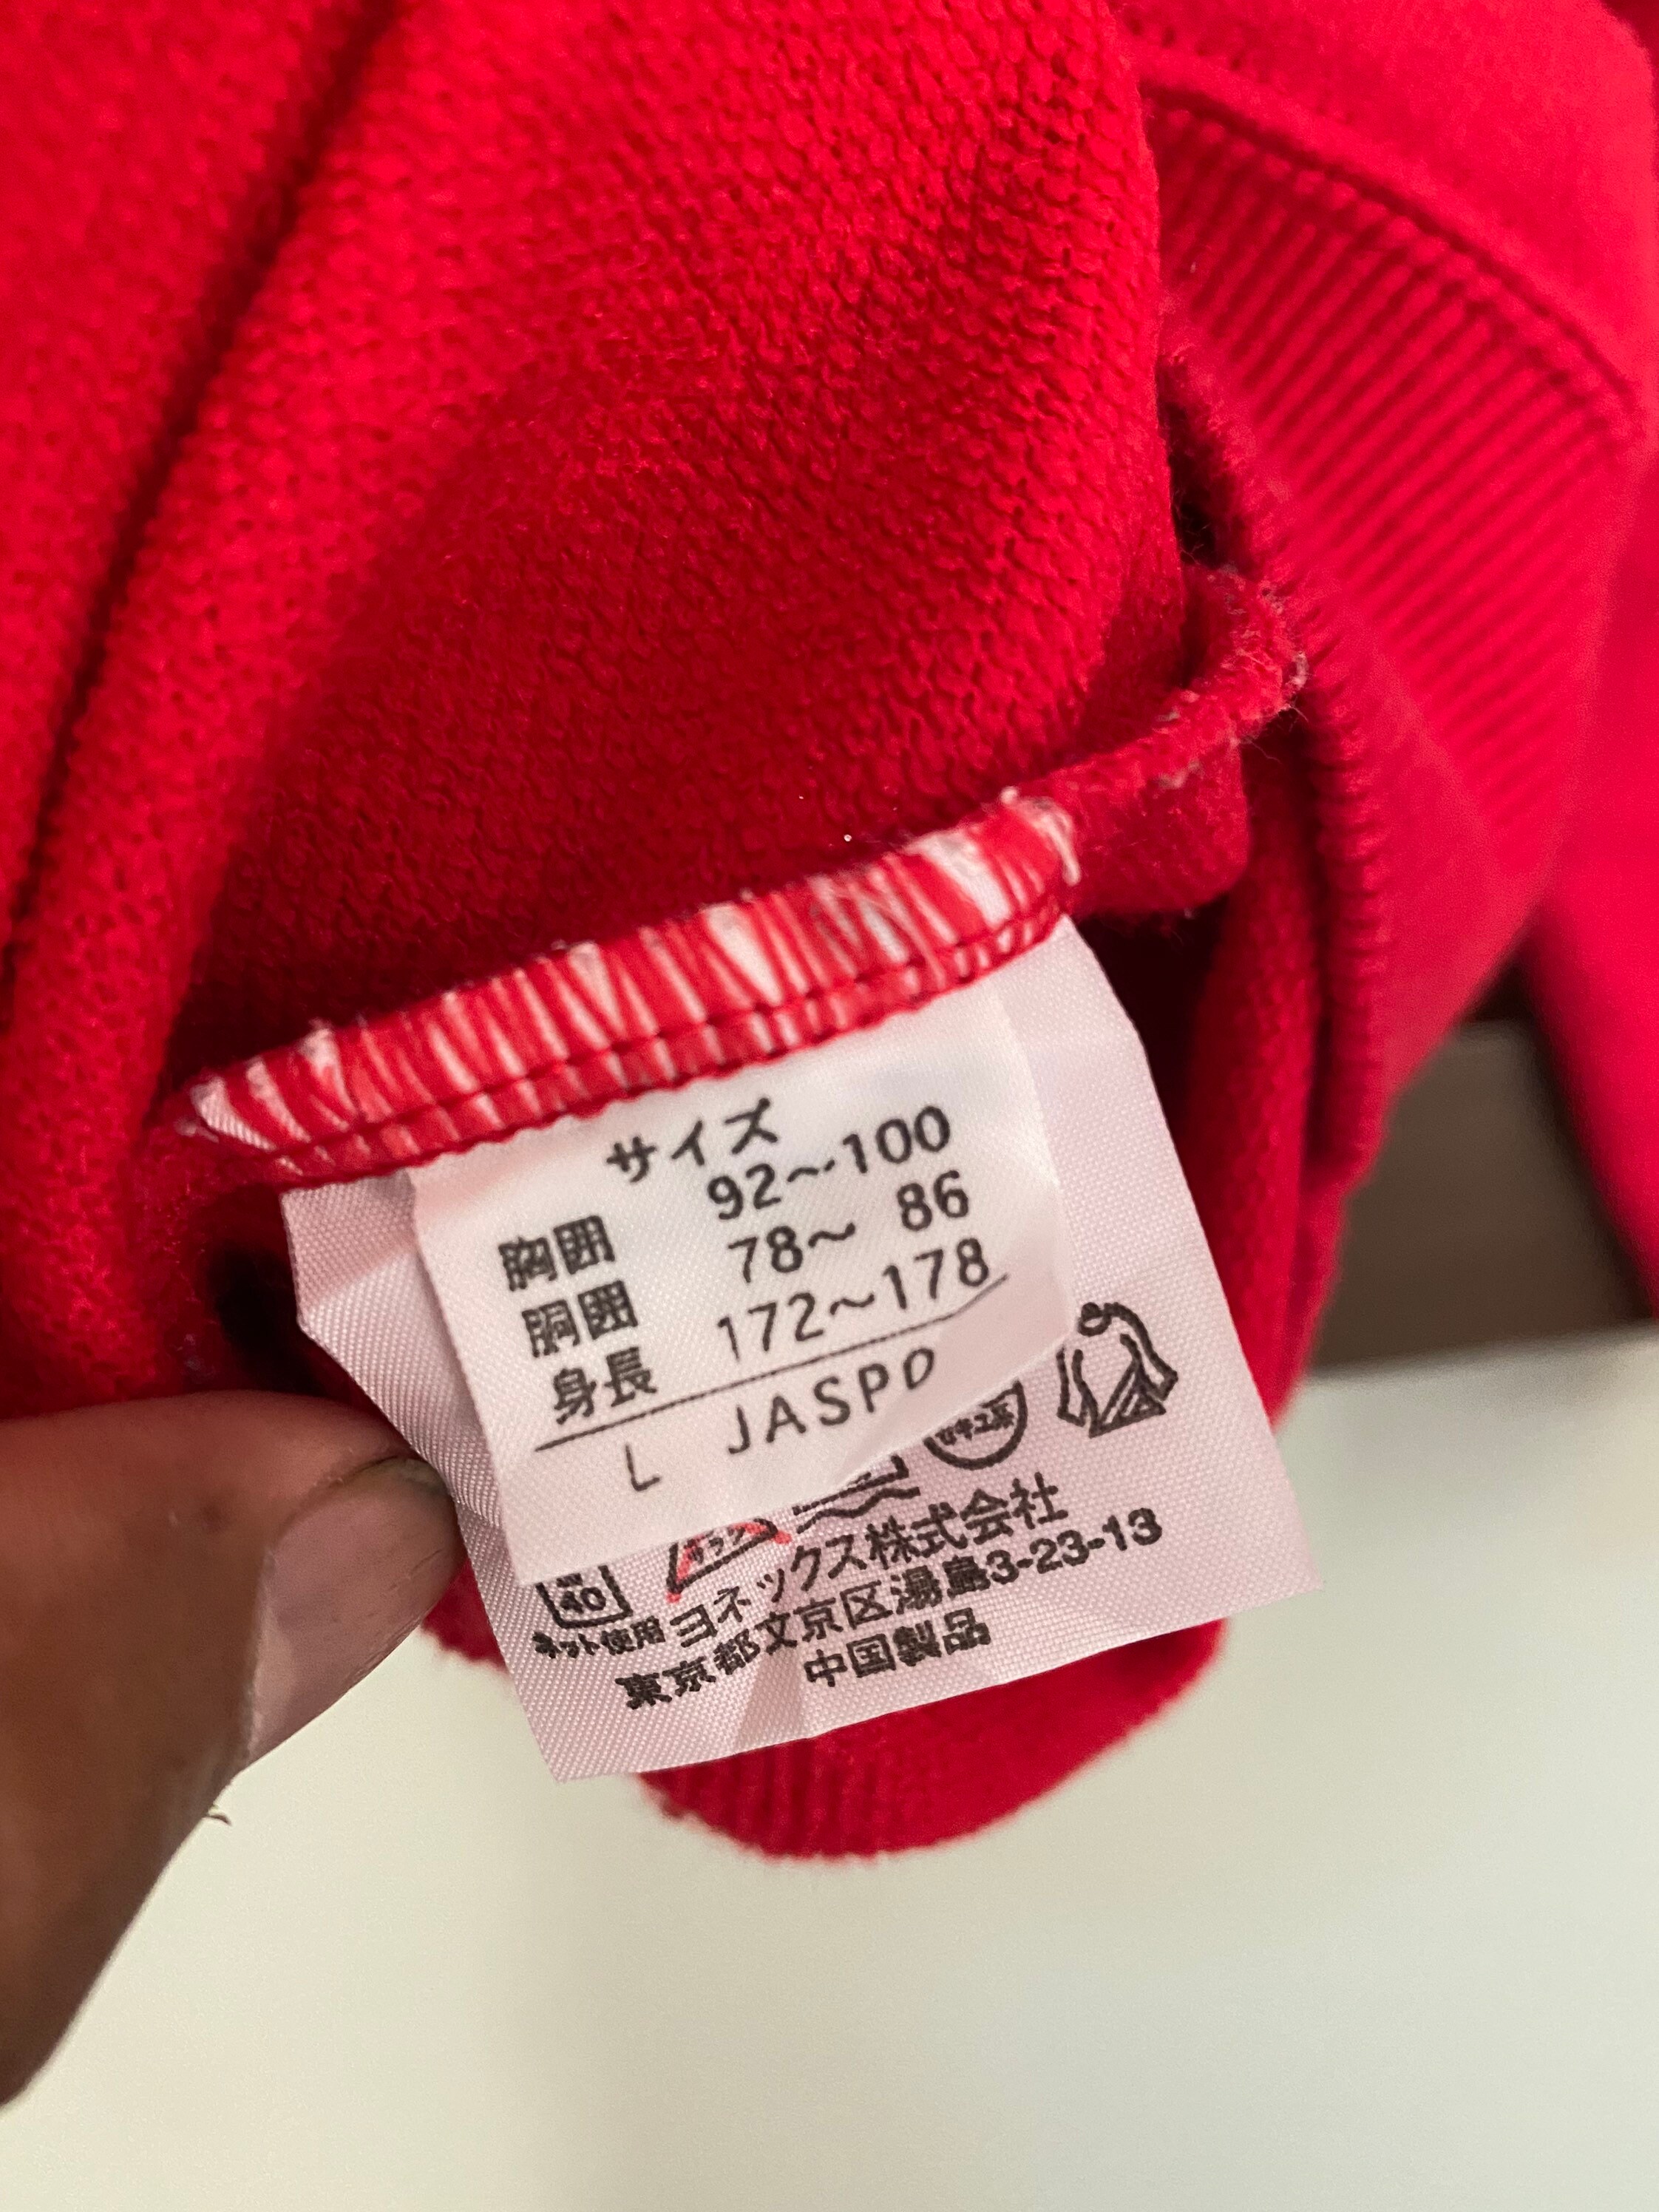 サイズ
胸囲 92～100
胴囲 78～ 86
身長 172～178
L JASPO
40
ネット使用
ヨネックス株式会社
東京都文京区湯島3-23-13
中国製品